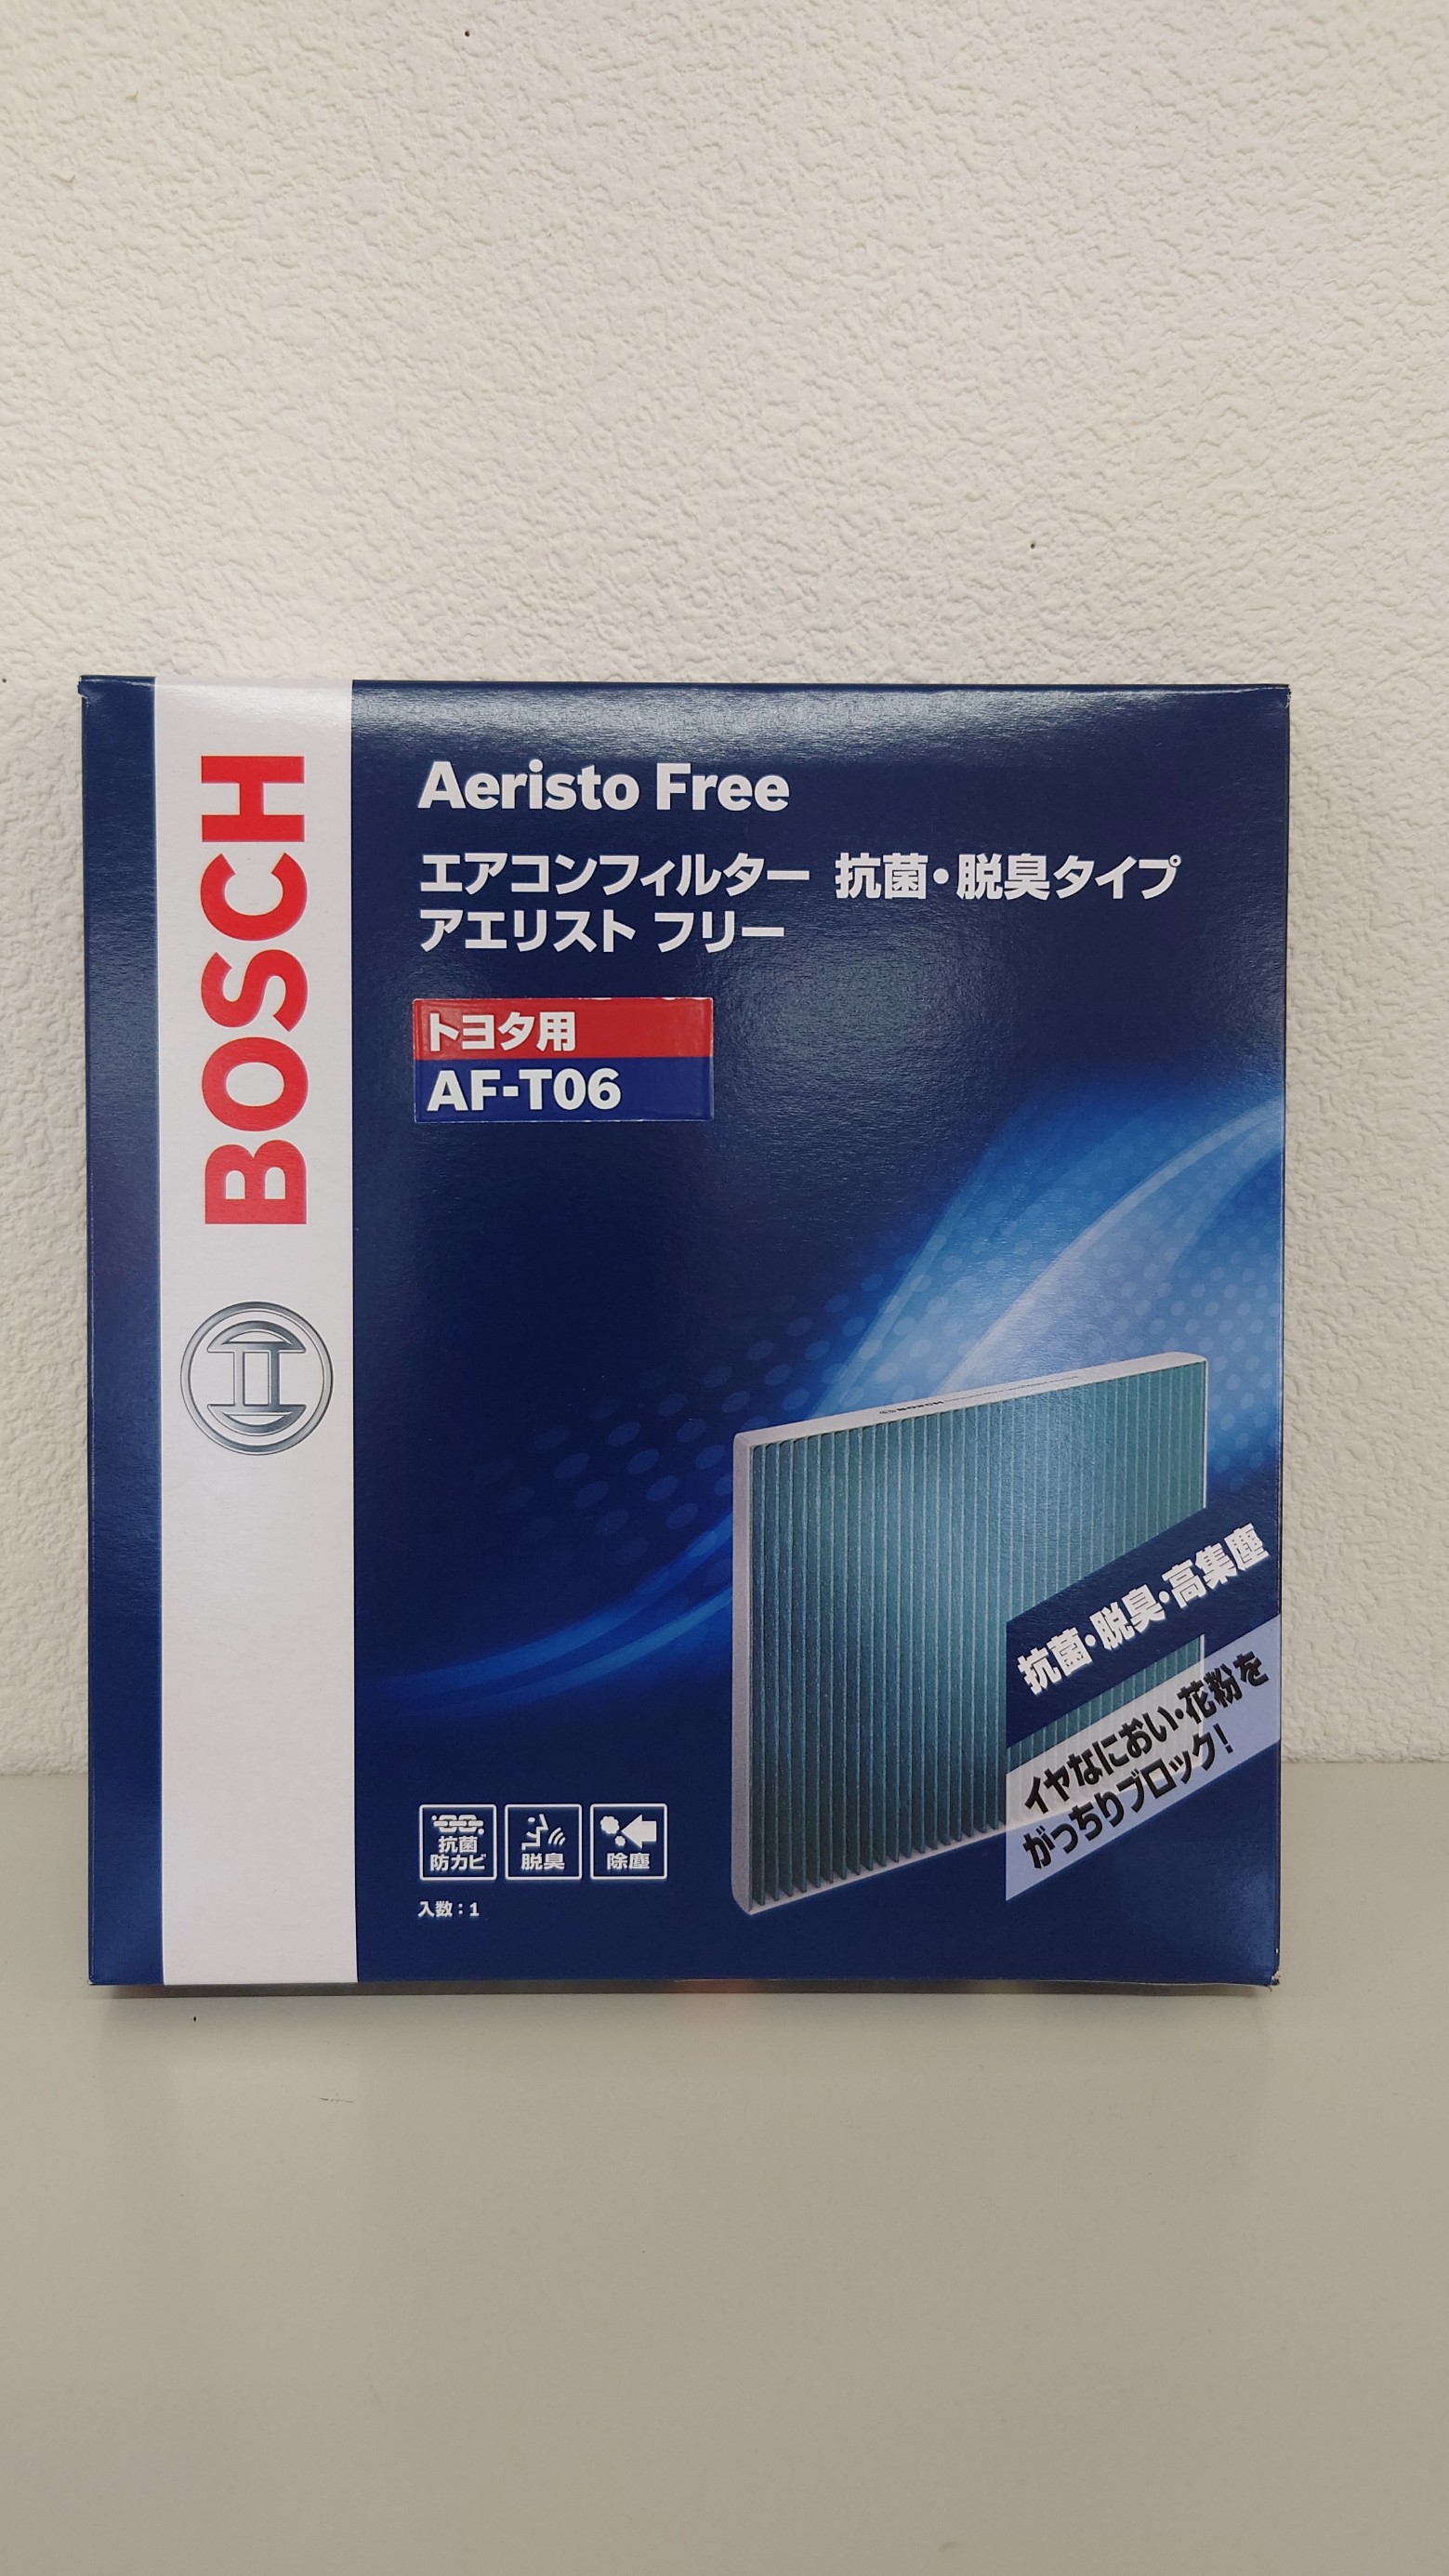 BOSCH
Aeristo Free
エアコンフィルター 抗菌・脱臭タイプ
アエリスト フリー
トヨタ用
AF-T06
抗菌・脱臭・高集塵
イヤなにおい・花粉を
がっちりブロック!
抗菌
防カビ
脱臭
除塵
入数：1